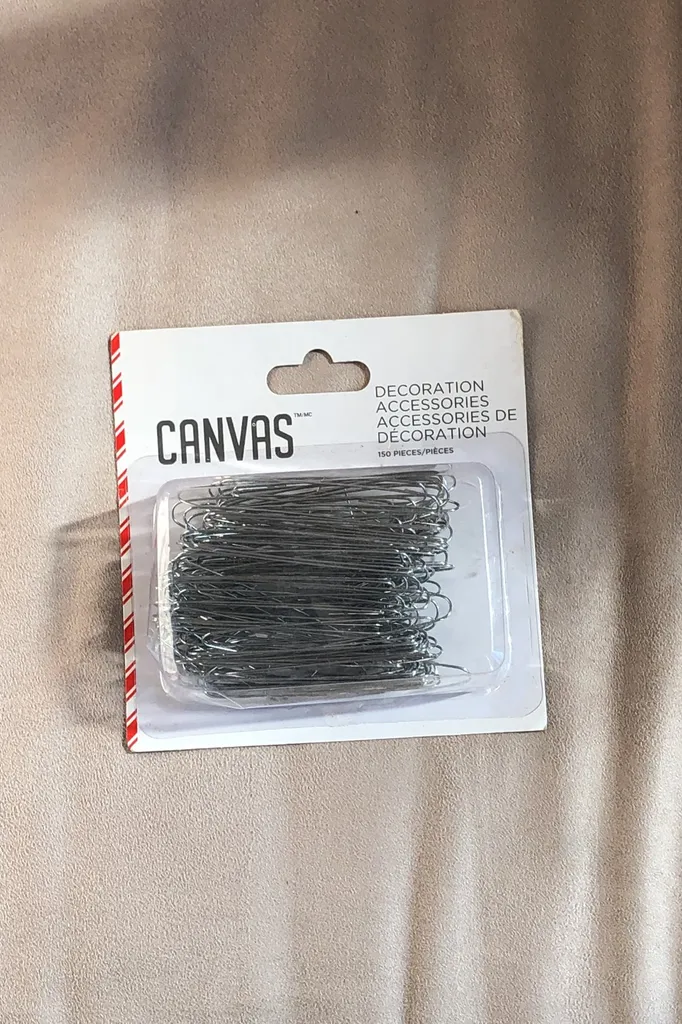 CANVAS TM/MC
DECORATION
ACCESSORIES
ACCESSORIES DE
DÉCORATION
150 PIECES/PIÈCES